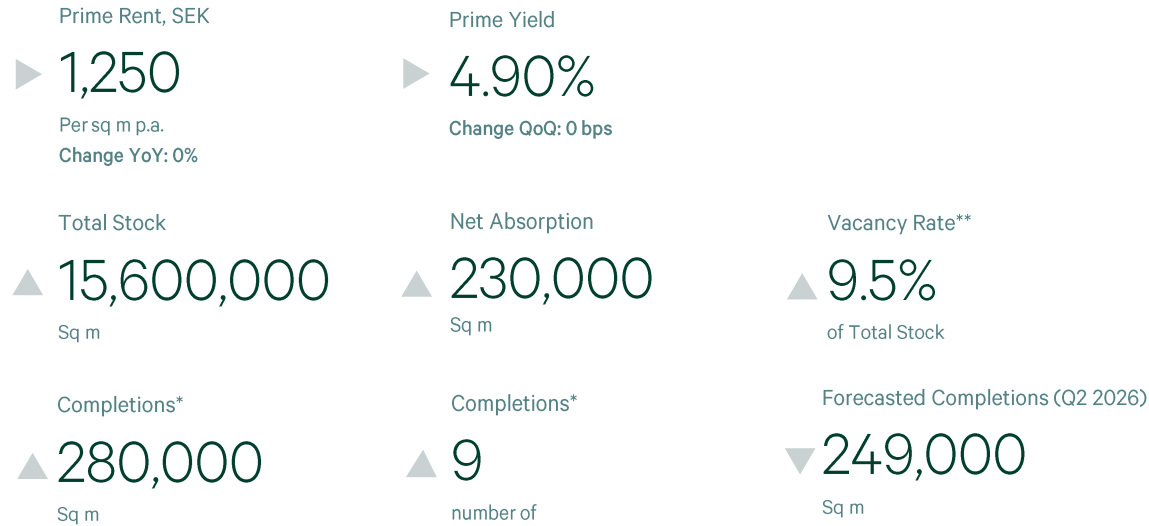 Prime Rent, SEK
1,250
Per sq m p.a.
Change YoY: 0%
Prime Yield
4.90%
Change QoQ: 0 bps
Total Stock
15,600,000
Sq m
Net Absorption
230,000
Sq m
Vacancy Rate**
9.5%
of Total Stock
Completions*
280,000
Sq m
Completions*
9
number of
Forecasted Completions (Q2 2026)
249,000
Sq m